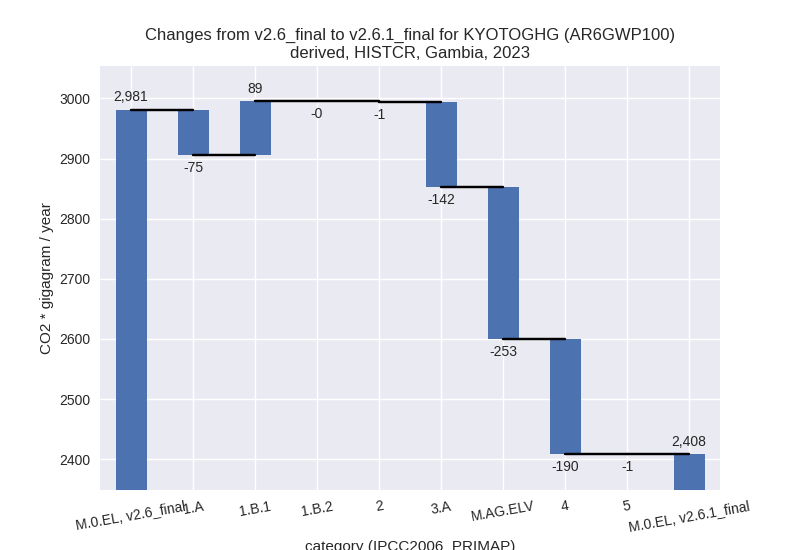 Changes from v2.6_final to v2.6.1_final for KYOTOGHG (AR6GWP100)
derived, HISTCR, Gambia, 2023
CO2 * gigagram / year
3000
2900
2800
2700
2600
2500
2400
2,981
-75
89
-0
-1
-142
-253
-190
-1
2,408
M.0.EL, v2.6_final
1.A
1.B.1
1.B.2
2
3.A
M.AG.ELV
4
5
M.0.EL, v2.6.1_final
category (IPCC2006_PRIMAP)